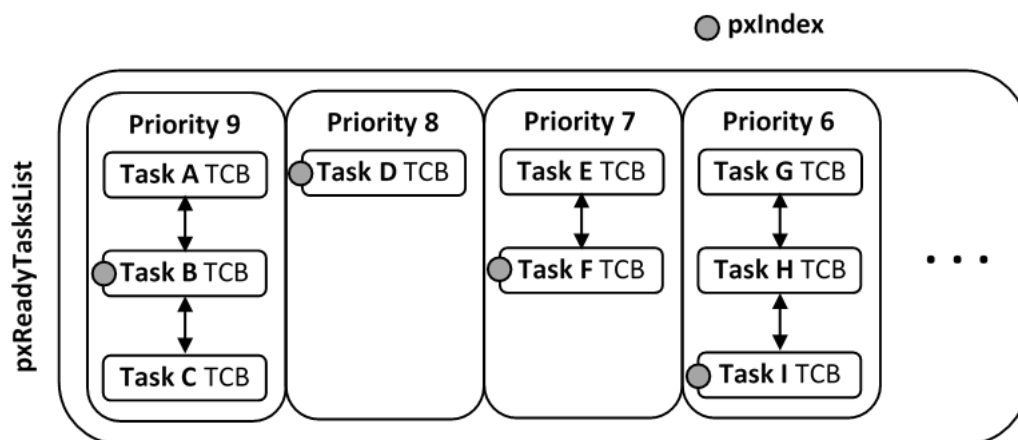 pxIndex
pxReadyTasksList
Priority 9
Task A TCB
Task B TCB
Task C TCB
Priority 8
Task D TCB
Priority 7
Task E TCB
Task F TCB
Priority 6
Task G TCB
Task H TCB
Task I TCB
. . .